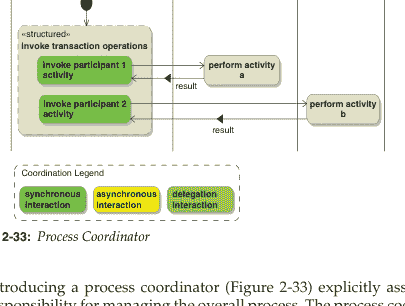 «structured»
invoke transaction operations
invoke participant 1
activity
perform activity
a
result
invoke participant 2
activity
perform activity
b
result
Coordination Legend
synchronous
interaction
asynchronous
interaction
delegation
interaction
2-33: Process Coordinator
troducing a process coordinator (Figure 2-33) explicitly ass
sponsibility for managing the overall process. The process coo